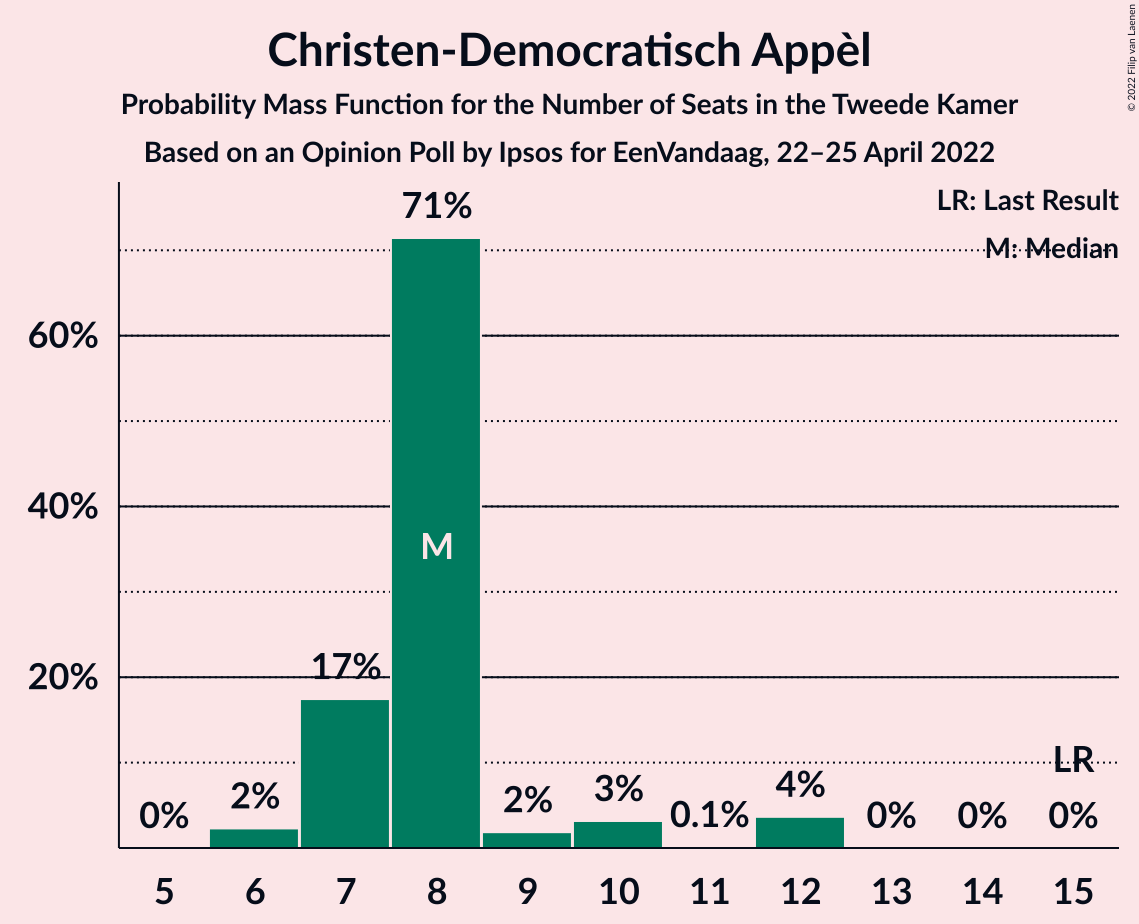 Christen-Democratisch Appèl
Probability Mass Function for the Number of Seats in the Tweede Kamer
Based on an Opinion Poll by Ipsos for EenVandaag, 22–25 April 2022
© 2022 Filip van Laenen
LR: Last Result
M: Median
71%
60%
40%
M
20%
17%
LR
0%
2%
2%
3%
0.1%
4%
0%
0%
0%
5 6 7 8 9 10 11 12 13 14 15